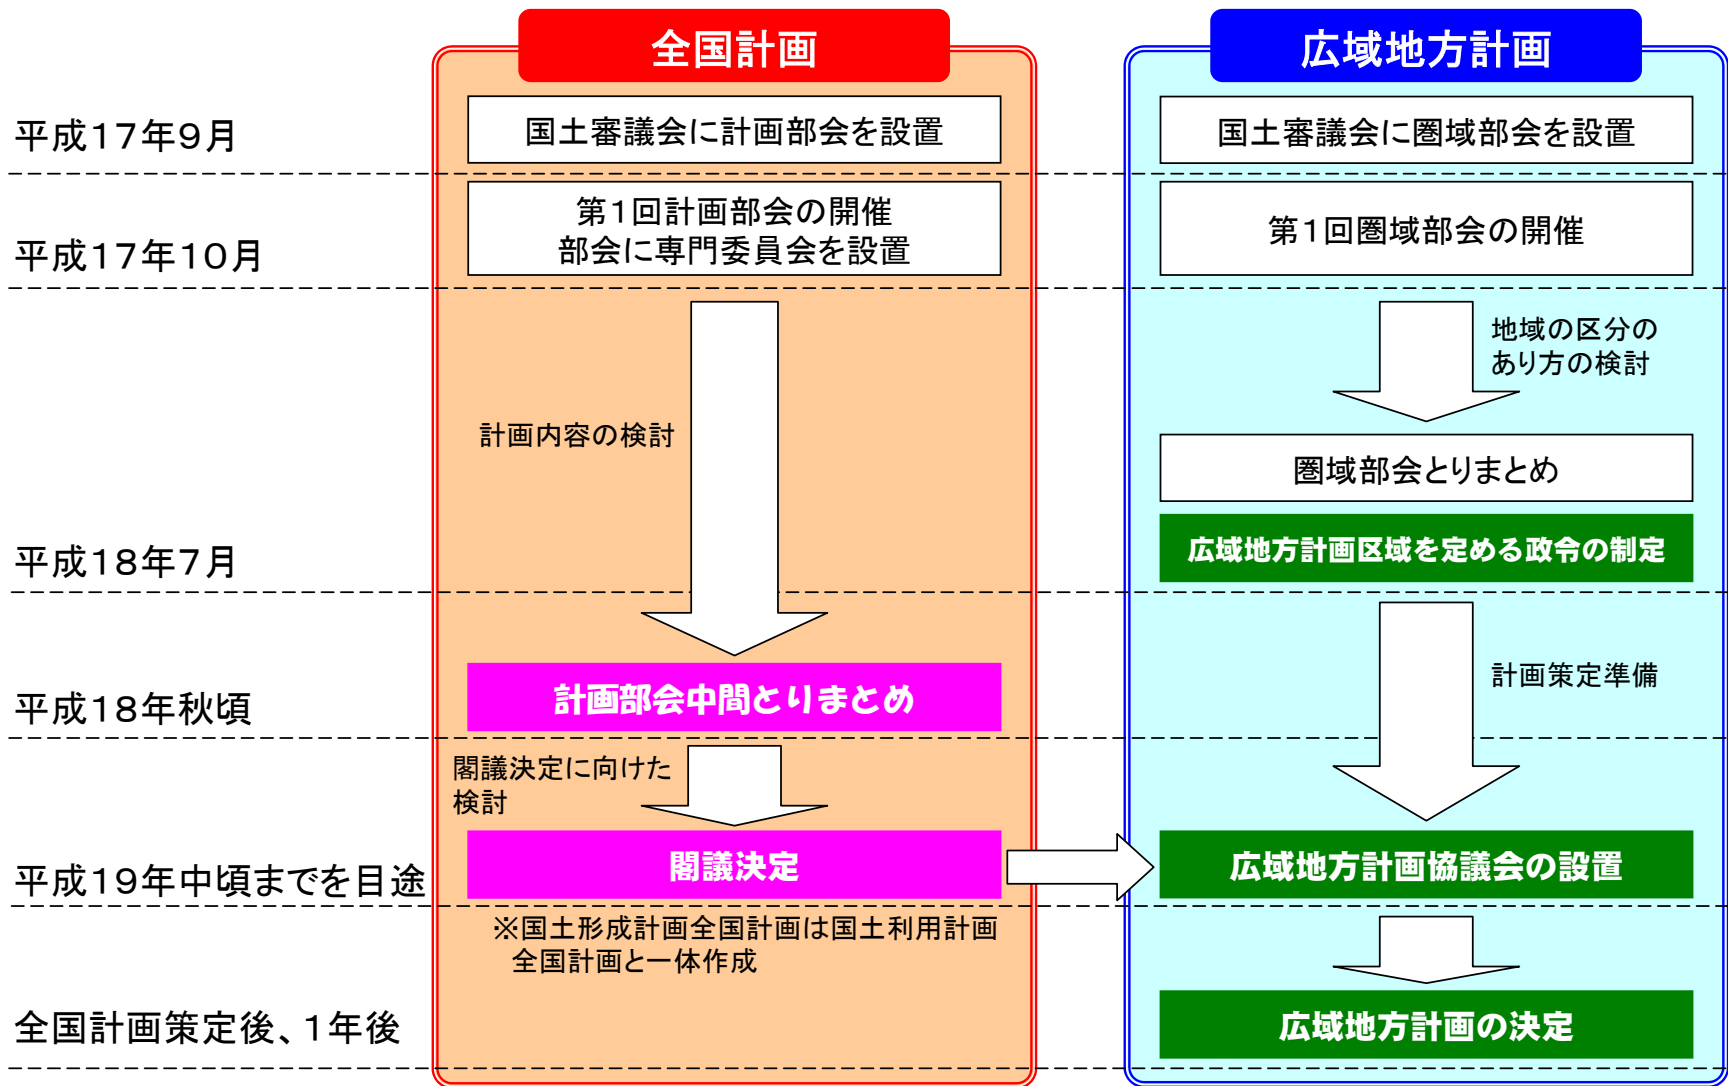 全国計画
広域地方計画
平成17年9月
国土審議会に計画部会を設置
国土審議会に圏域部会を設置
平成17年10月
第1回計画部会の開催
部会に専門委員会を設置
第1回圏域部会の開催
計画内容の検討
地域の区分の
あり方の検討
圏域部会とりまとめ
平成18年7月
広域地方計画区域を定める政令の制定
平成18年秋頃
計画部会中間とりまとめ
計画策定準備
閣議決定に向けた
検討
平成19年中頃までを目途
閣議決定
広域地方計画協議会の設置
※国土形成計画全国計画は国土利用計画
全国計画と一体作成
全国計画策定後、1年後
広域地方計画の決定